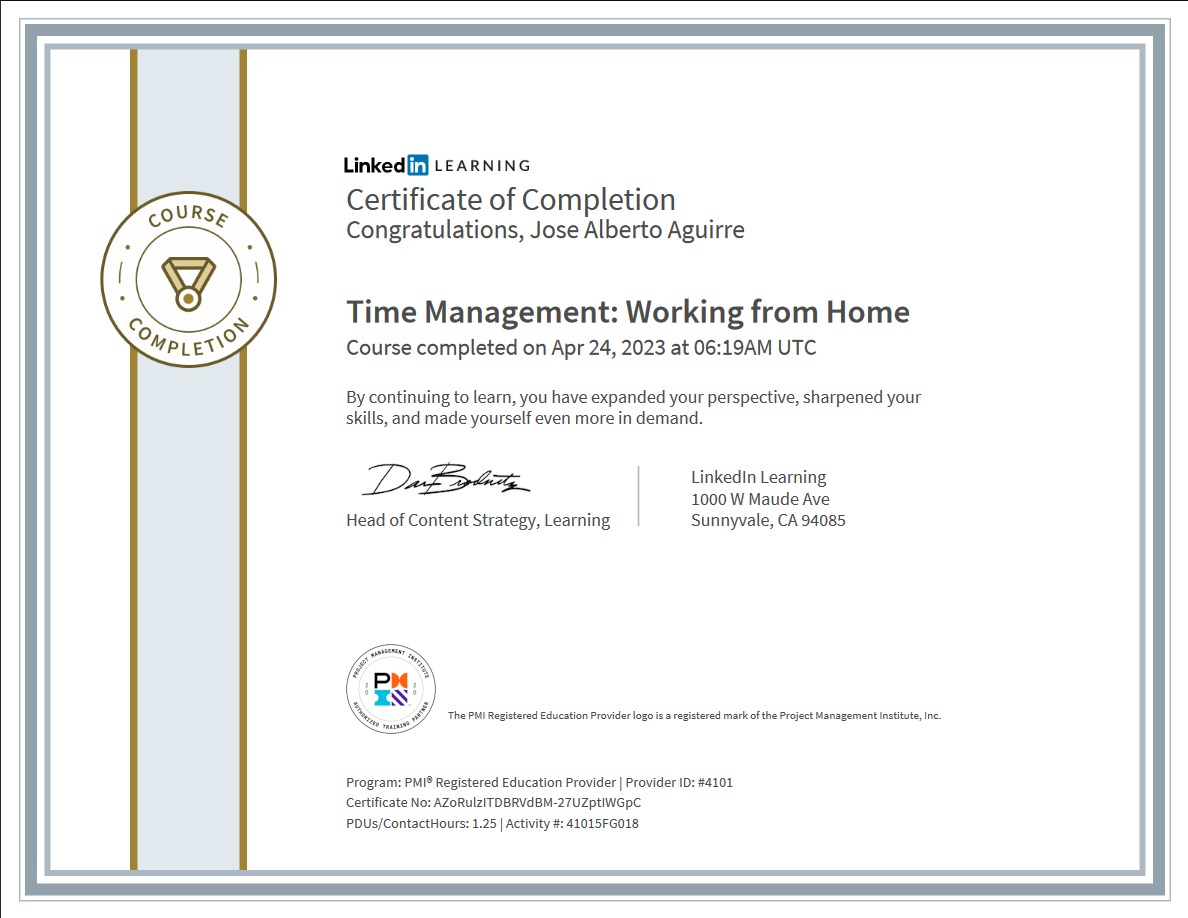 COURSE
COMPLETION
Linked in LEARNING
Certificate of Completion
Congratulations, Jose Alberto Aguirre
Time Management: Working from Home
Course completed on Apr 24, 2023 at 06:19AM UTC
By continuing to learn, you have expanded your perspective, sharpened your
skills, and made yourself even more in demand.
Head of Content Strategy, Learning
LinkedIn Learning
1000 W Maude Ave
Sunnyvale, CA 94085
PROJECT MANAGEMENT INSTITUTE
20 20
PM
AUTHORIZED TRAINING PARTNER
The PMI Registered Education Provider logo is a registered mark of the Project Management Institute, Inc.
Program: PMI® Registered Education Provider | Provider ID: #4101
Certificate No: AZoRulzITDBRVdBM-27UZptIWGpC
PDUs/ContactHours: 1.25 | Activity #: 41015FG018